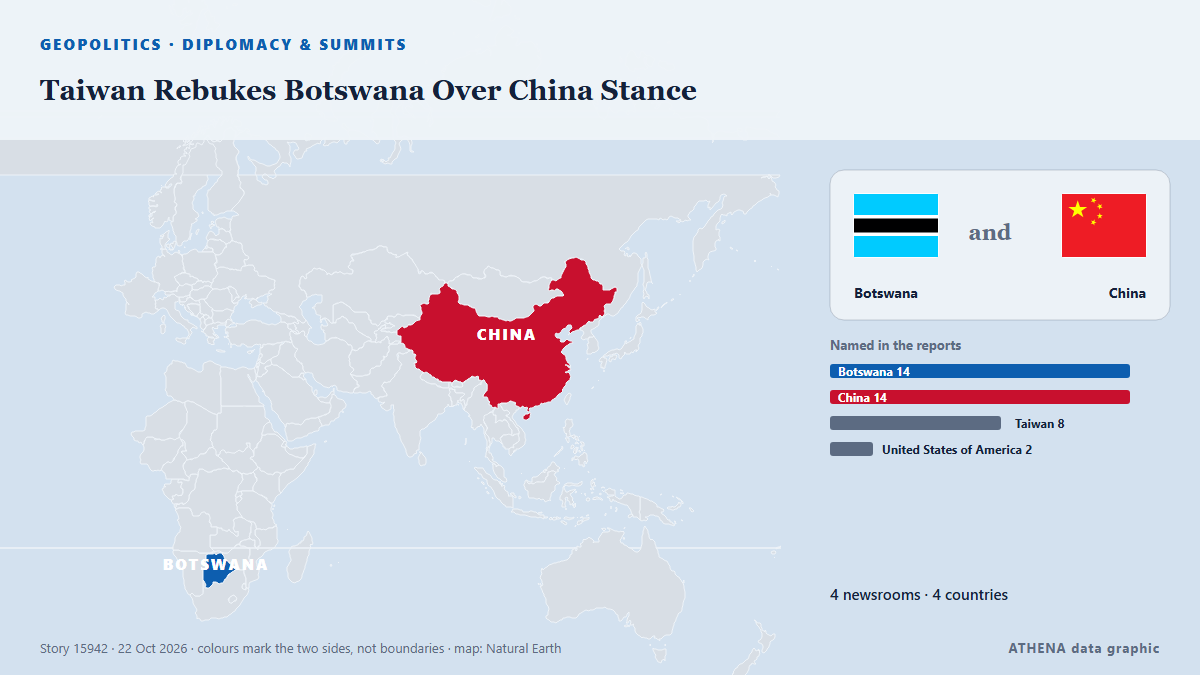 GEOPOLITICS · DIPLOMACY & SUMMITS
Taiwan Rebukes Botswana Over China Stance
and
Botswana
China
CHINA
Named in the reports
Botswana 14
China 14
Taiwan 8
United States of America 2
BOTSWANA
4 newsrooms · 4 countries
Story 15942 · 22 Oct 2026 · colours mark the two sides, not boundaries · map: Natural Earth
ATHENA data graphic